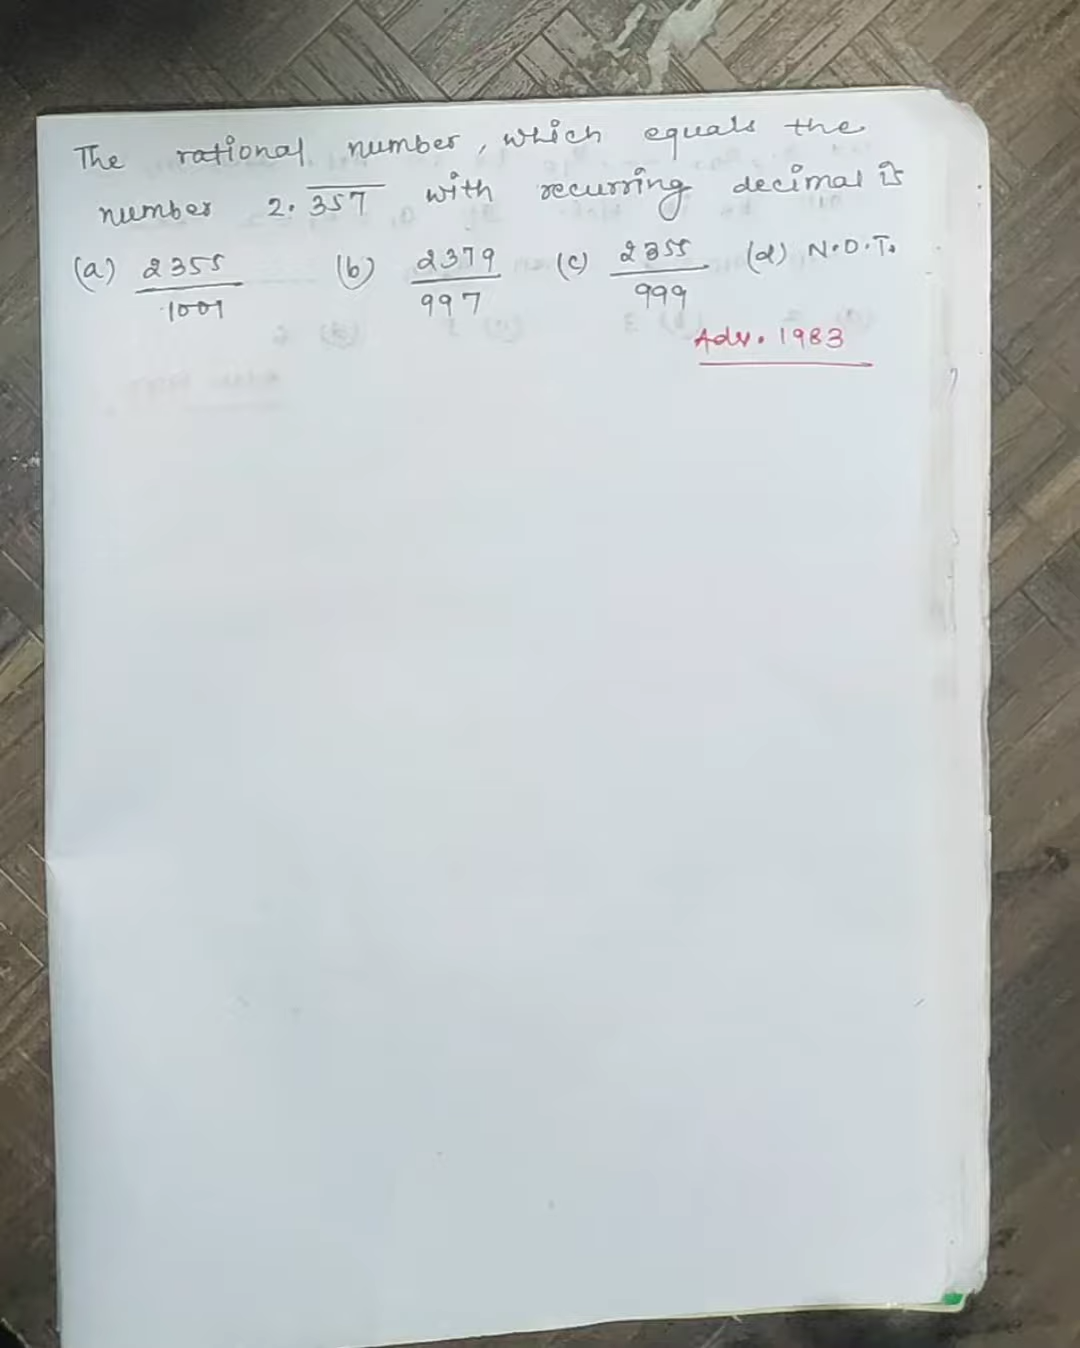 The rational number, which equals the
number 2.\overline{357} with recurring decimal is
(a) 2355/1001 (b) 2379/997 (c) 2355/999 (d) N.O.T.
Adv. 1983